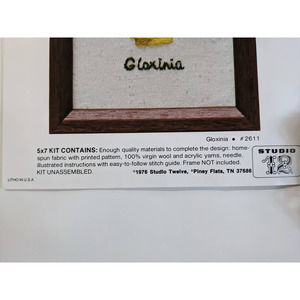 Gloxinia
Gloxinia • #2611
5x7 KIT CONTAINS: Enough quality materials to complete the design: home-
spun fabric with printed pattern, 100% virgin wool and acrylic yarns, needle,
illustrated instructions with easy-to-follow stitch guide. Frame NOT included.
KIT UNASSEMBLED.
©1976 Studio Twelve, ®Piney Flats, TN 37686
STUDIO
12
LITHO IN U.S.A.